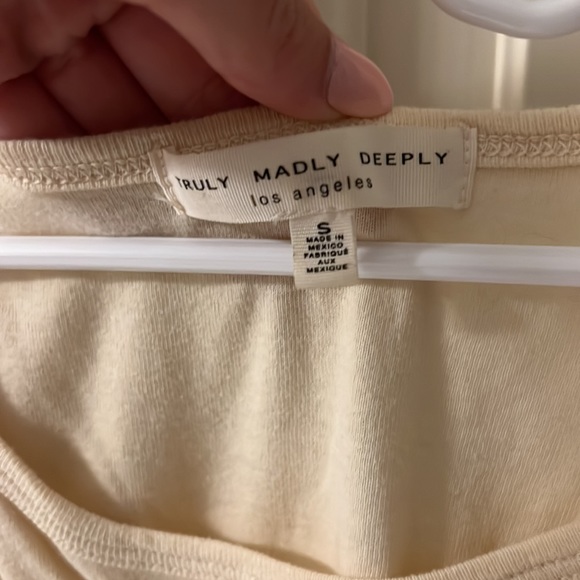 TRULY MADLY DEEPLY
los angeles
S
MADE IN
MEXICO
FABRIQUÉ
AUX
MEXIQUE